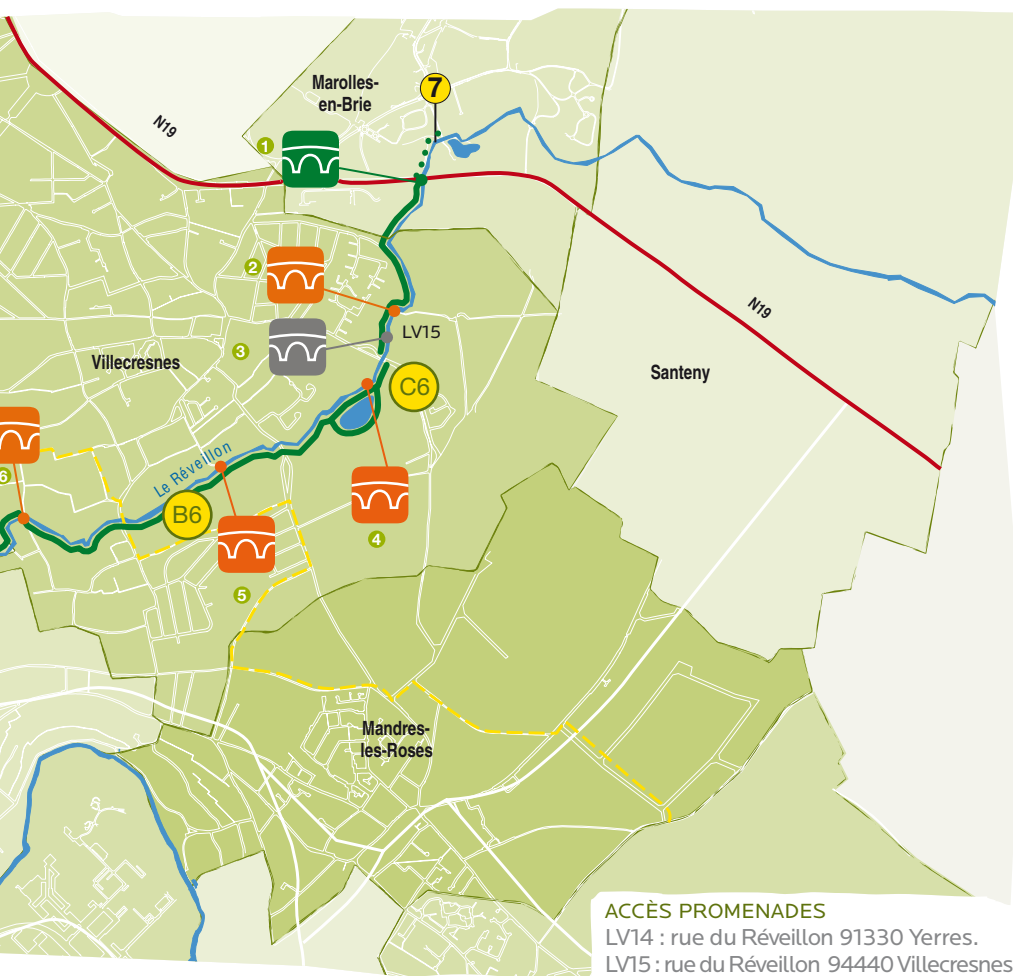 Marolles-
en-Brie
7
N19
1
2
LV15
3
Villecresnes
C6
N19
Santeny
6
Le Réveillon
B6
4
5
Mandres-
les-Roses
ACCÈS PROMENADES
LV14 : rue du Réveillon 91330 Yerres.
LV15 : rue du Réveillon 94440 Villecresnes